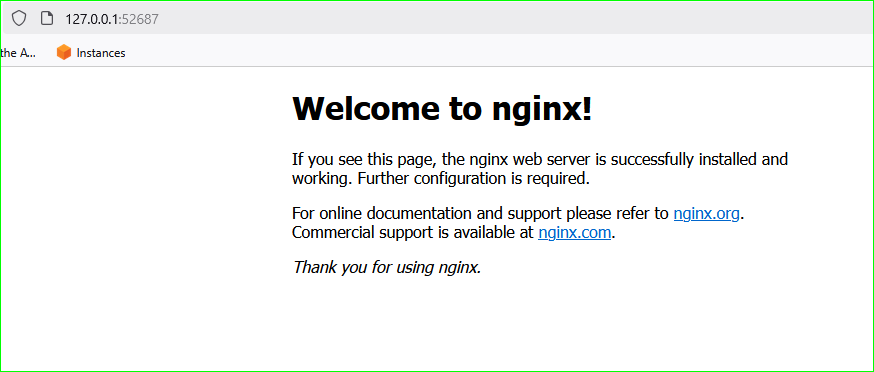 127.0.0.1:52687
the A...
Instances
Welcome to nginx!
If you see this page, the nginx web server is successfully installed and
working. Further configuration is required.
For online documentation and support please refer to nginx.org.
Commercial support is available at nginx.com.
Thank you for using nginx.